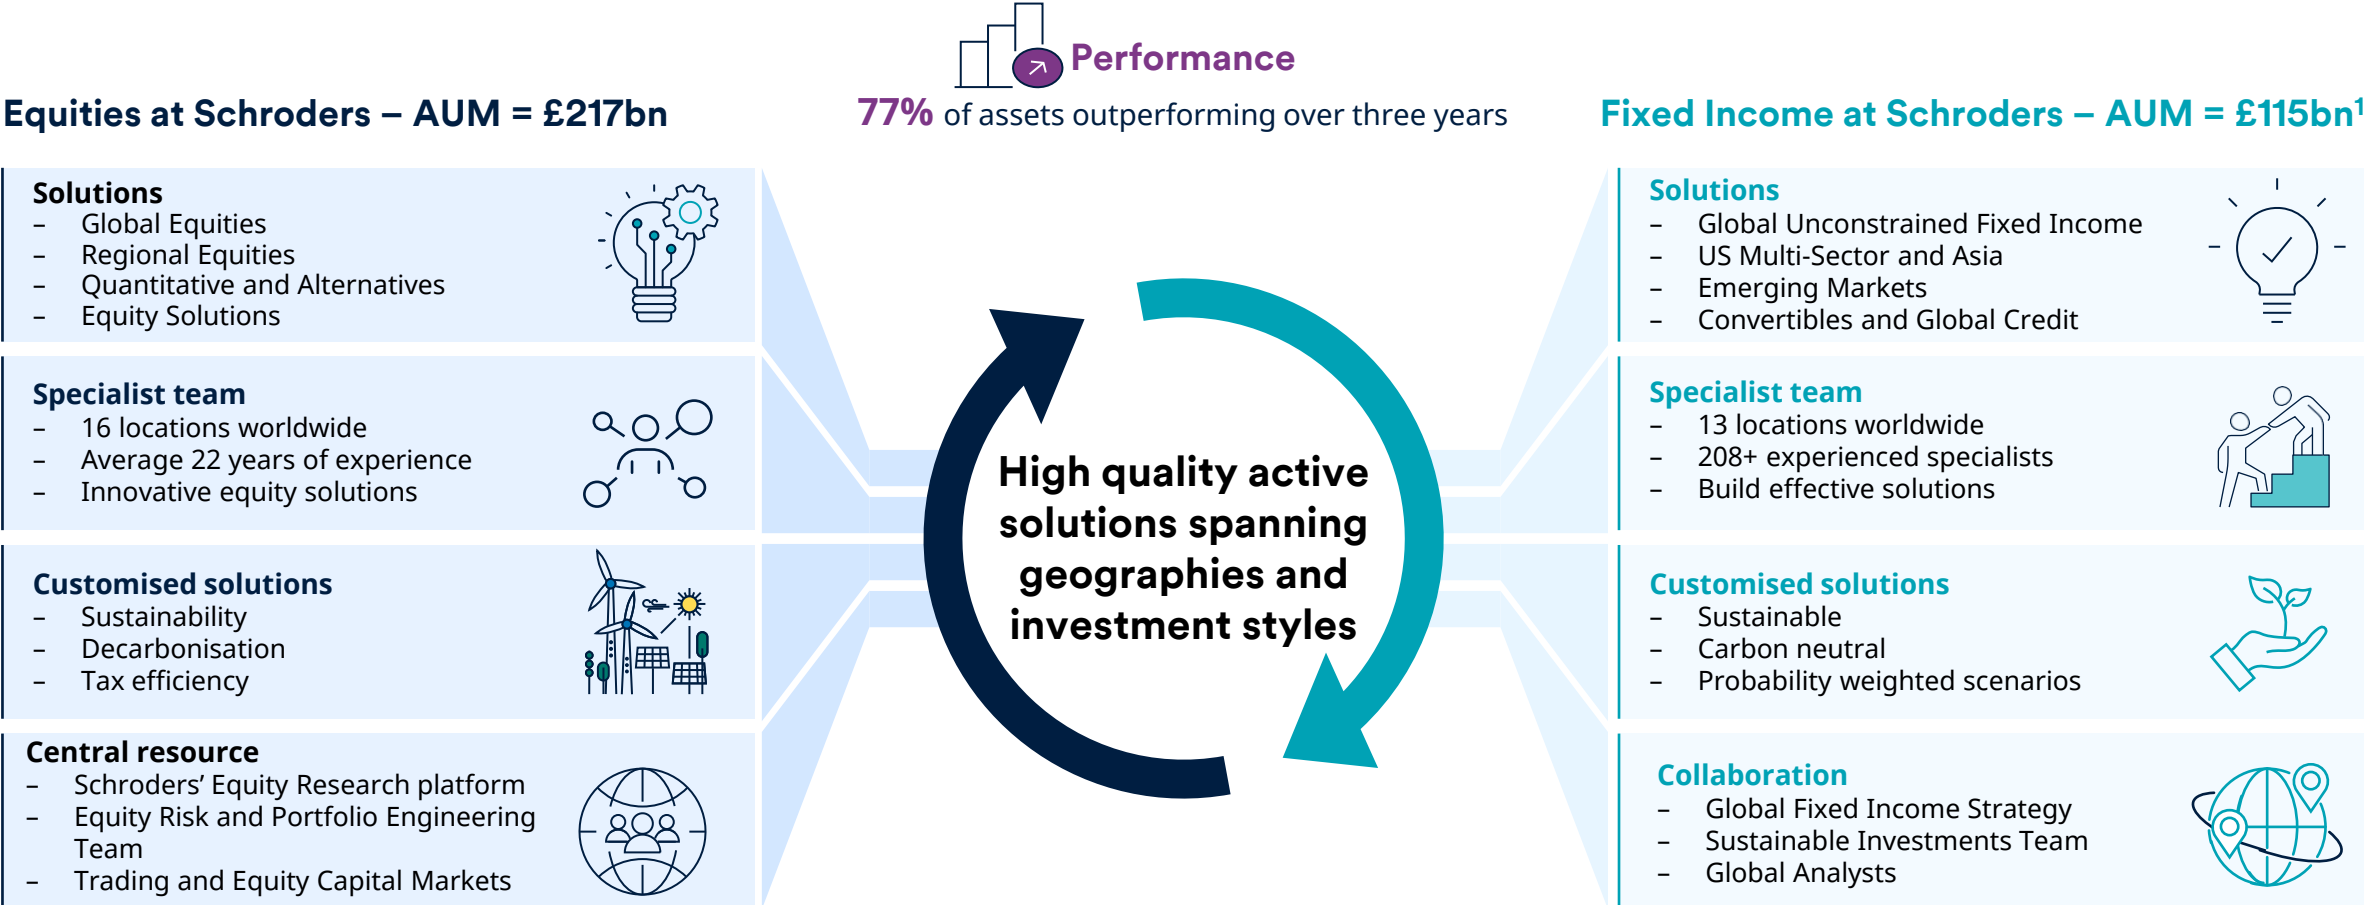 Performance
77% of assets outperforming over three years
Equities at Schroders – AUM = £217bn
Solutions
– Global Equities
– Regional Equities
– Quantitative and Alternatives
– Equity Solutions
Specialist team
– 16 locations worldwide
– Average 22 years of experience
– Innovative equity solutions
Customised solutions
– Sustainability
– Decarbonisation
– Tax efficiency
Central resource
– Schroders’ Equity Research platform
– Equity Risk and Portfolio Engineering
Team
– Trading and Equity Capital Markets
High quality active
solutions spanning
geographies and
investment styles
Fixed Income at Schroders – AUM = £115bn¹
Solutions
– Global Unconstrained Fixed Income
– US Multi-Sector and Asia
– Emerging Markets
– Convertibles and Global Credit
Specialist team
– 13 locations worldwide
– 208+ experienced specialists
– Build effective solutions
Customised solutions
– Sustainable
– Carbon neutral
– Probability weighted scenarios
Collaboration
– Global Fixed Income Strategy
– Sustainable Investments Team
– Global Analysts